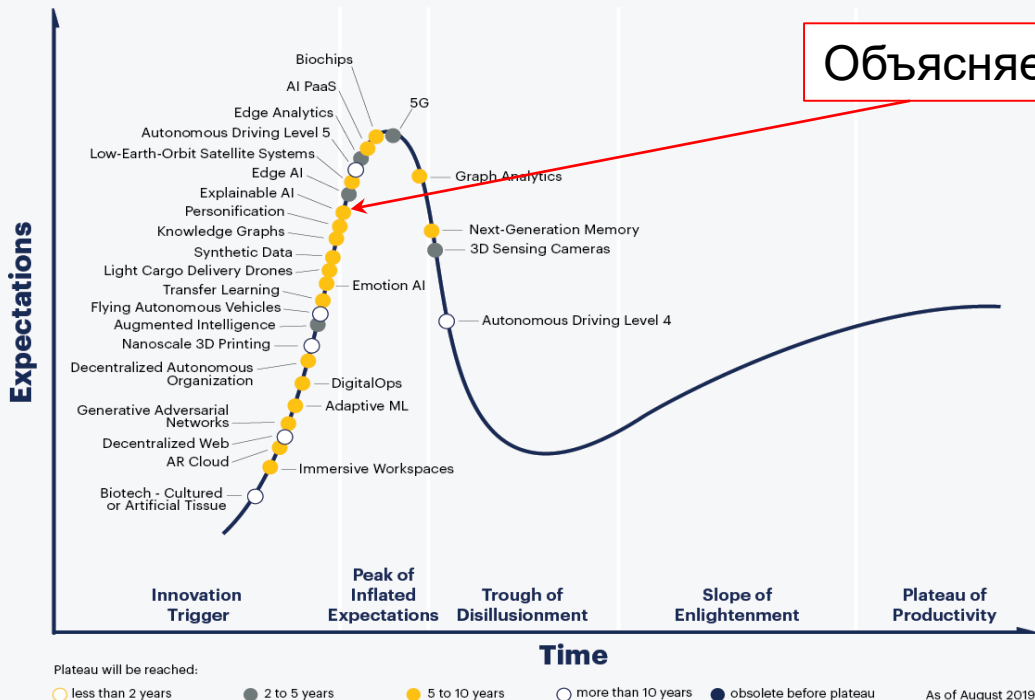 Объясняе
Biochips
AI PaaS
5G
Edge Analytics
Autonomous Driving Level 5
Low-Earth-Orbit Satellite Systems
Edge AI
Graph Analytics
Explainable AI
Personification
Knowledge Graphs
Next-Generation Memory
Synthetic Data
3D Sensing Cameras
Light Cargo Delivery Drones
Transfer Learning
Emotion AI
Flying Autonomous Vehicles
Augmented Intelligence
Autonomous Driving Level 4
Nanoscale 3D Printing
Decentralized Autonomous
Organization
DigitalOps
Adaptive ML
Generative Adversarial
Networks
Decentralized Web
AR Cloud
Immersive Workspaces
Biotech - Cultured
or Artificial Tissue
Expectations
Innovation
Trigger
Peak of
Inflated
Expectations
Trough of
Disillusionment
Slope of
Enlightenment
Plateau of
Productivity
Time
Plateau will be reached:
less than 2 years
2 to 5 years
5 to 10 years
more than 10 years
obsolete before plateau
As of August 2019